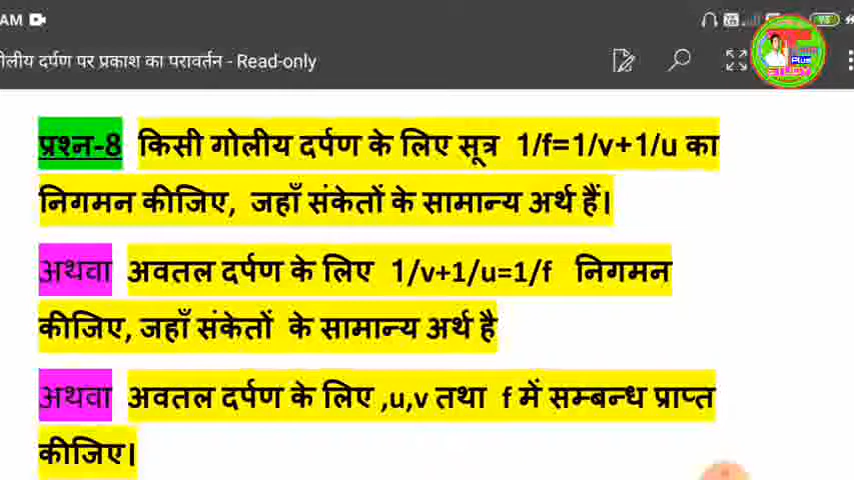 AM
गोलीय दर्पण पर प्रकाश का परावर्तन - Read-only
Plus
प्रश्न-8 किसी गोलीय दर्पण के लिए सूत्र 1/f=1/v+1/u का
निगमन कीजिए, जहाँ संकेतों के सामान्य अर्थ हैं।
अथवा अवतल दर्पण के लिए 1/v+1/u=1/f निगमन
कीजिए, जहाँ संकेतों के सामान्य अर्थ है
अथवा अवतल दर्पण के लिए ,u,v तथा f में सम्बन्ध प्राप्त
कीजिए।